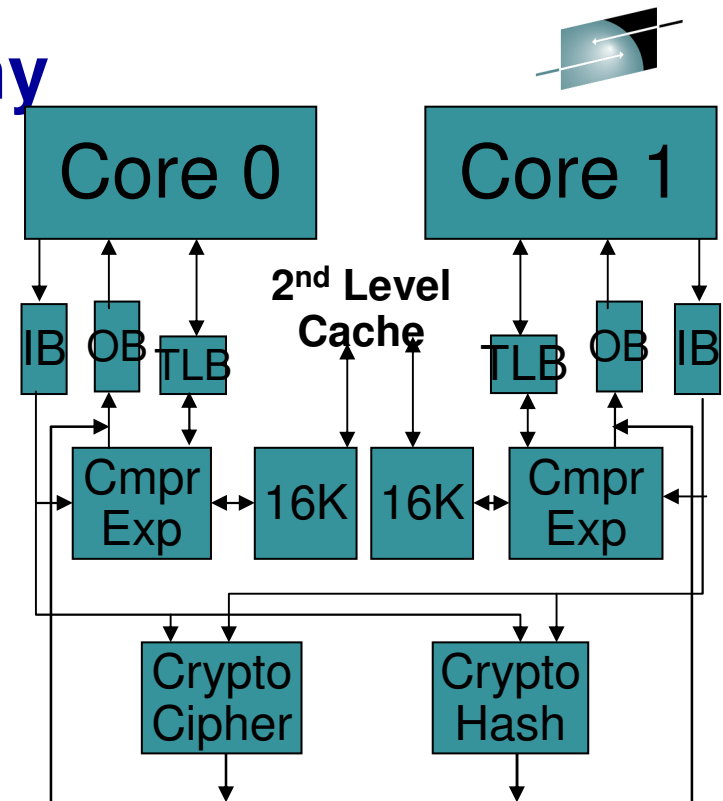 Core 0
Core 1
2nd Level
Cache
IB
OB
TLB
TLB
OB
IB
Cmpr
Exp
16K
16K
Cmpr
Exp
Crypto
Cipher
Crypto
Hash